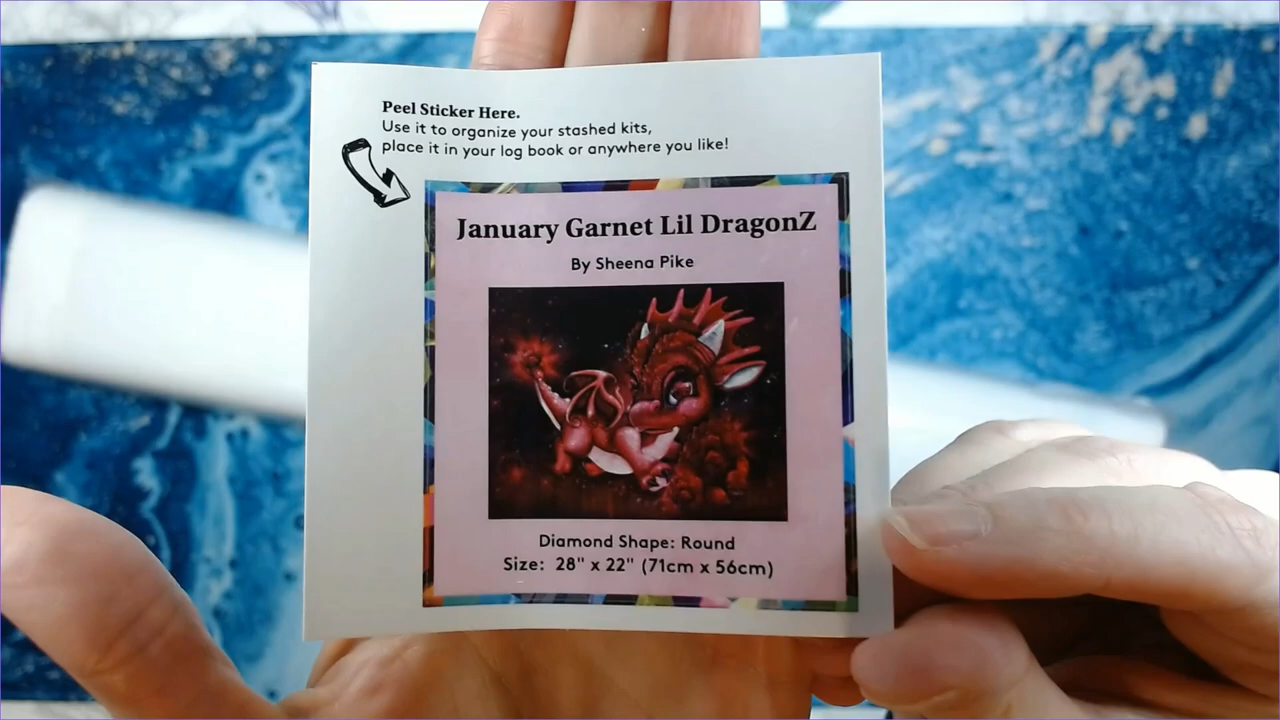 Peel Sticker Here.
Use it to organize your stashed kits,
place it in your log book or anywhere you like!
January Garnet Lil DragonZ
By Sheena Pike
Diamond Shape: Round
Size: 28" x 22" (71cm x 56cm)